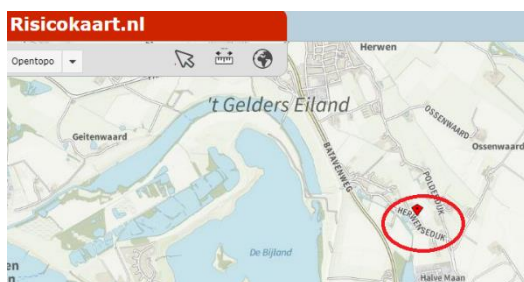 Risicokaart.nl
Opentopo
Herwen
't Gelders Eiland
OSSENWAARD
Geitenwaard
Ossenwaard
BATAVENWEG
POLDERDIJK
HERWENSEDIJK
De Bijland
en
n
Halve Maan